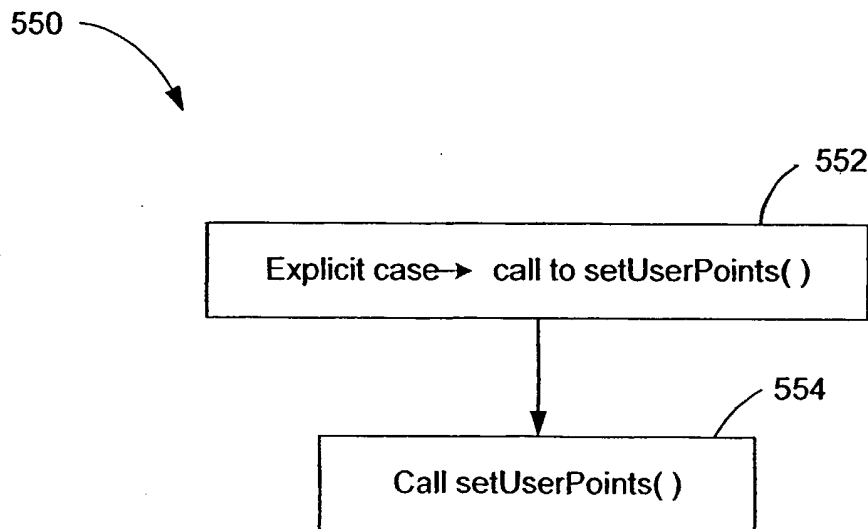 550
552
Explicit case→ call to setUserPoints( )
554
Call setUserPoints( )